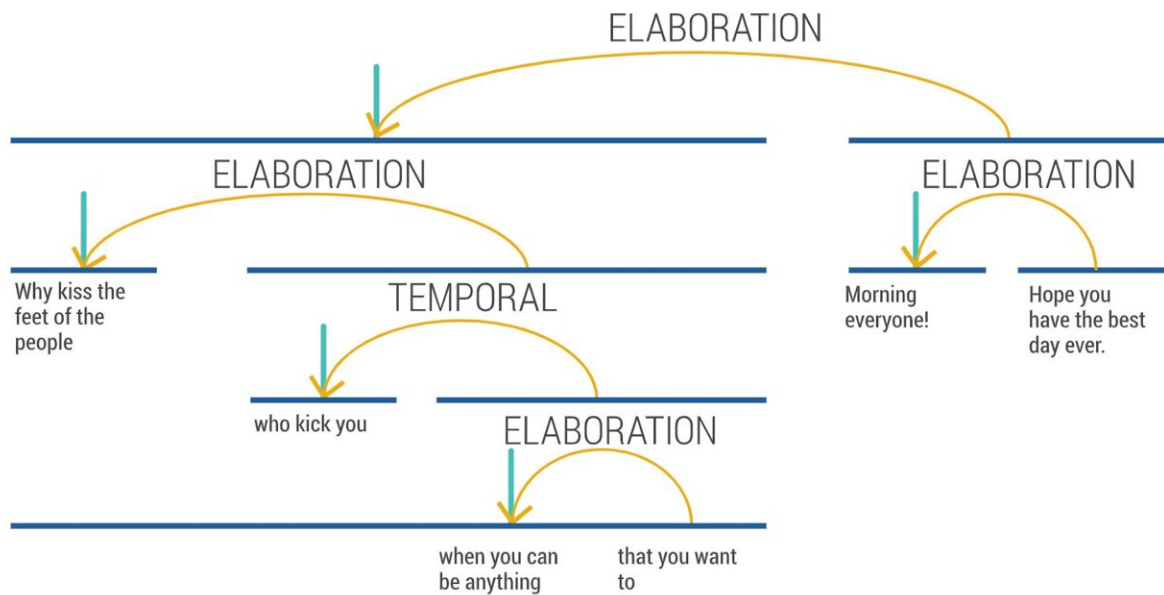 ELABORATION
ELABORATION
ELABORATION
Why kiss the
feet of the
people
TEMPORAL
Morning
everyone!
Hope you
have the best
day ever.
who kick you
ELABORATION
when you can
be anything
that you want
to